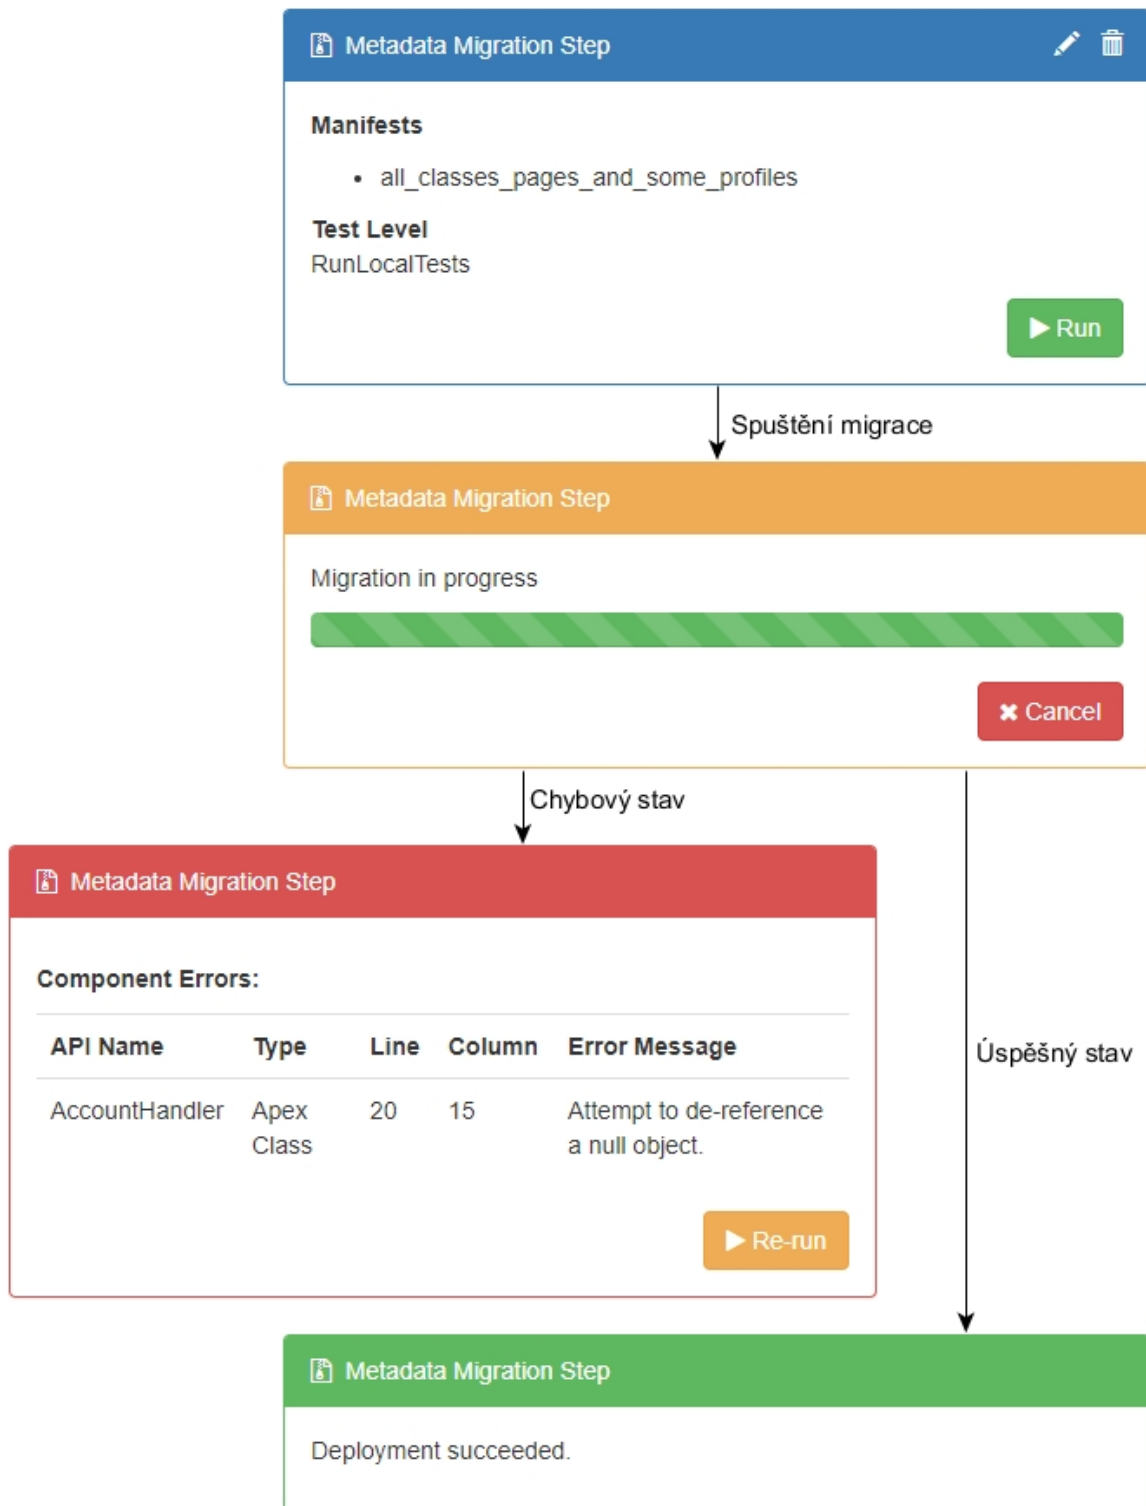 Metadata Migration Step
Manifests
• all_classes_pages_and_some_profiles
Test Level
RunLocalTests
Run
Spuštění migrace
Metadata Migration Step
Migration in progress
Cancel
Chybový stav
Metadata Migration Step
Component Errors:
API Name Type Line Column Error Message
AccountHandler Apex 20 15 Attempt to de-reference
Class a null object.
Úspěšný stav
Re-run
Metadata Migration Step
Deployment succeeded.